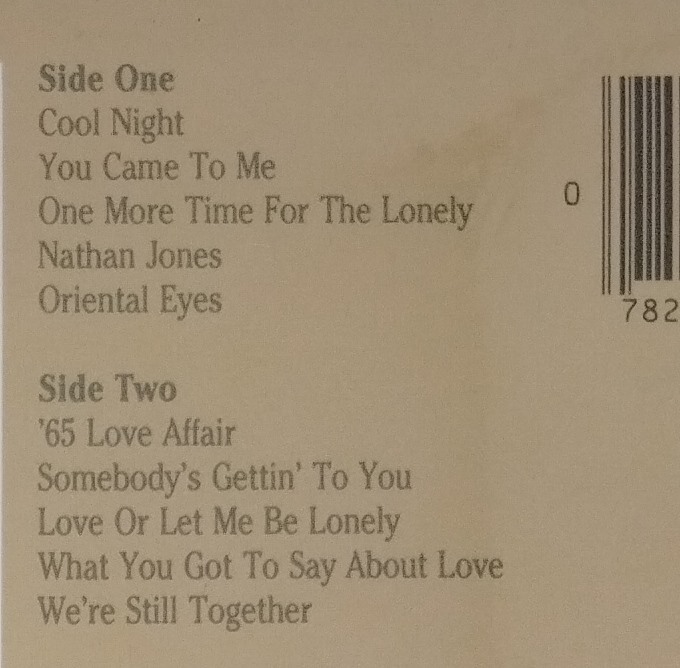 Side One
Cool Night
You Came To Me
One More Time For The Lonely
Nathan Jones
Oriental Eyes
0
782
Side Two
'65 Love Affair
Somebody's Gettin' To You
Love Or Let Me Be Lonely
What You Got To Say About Love
We're Still Together